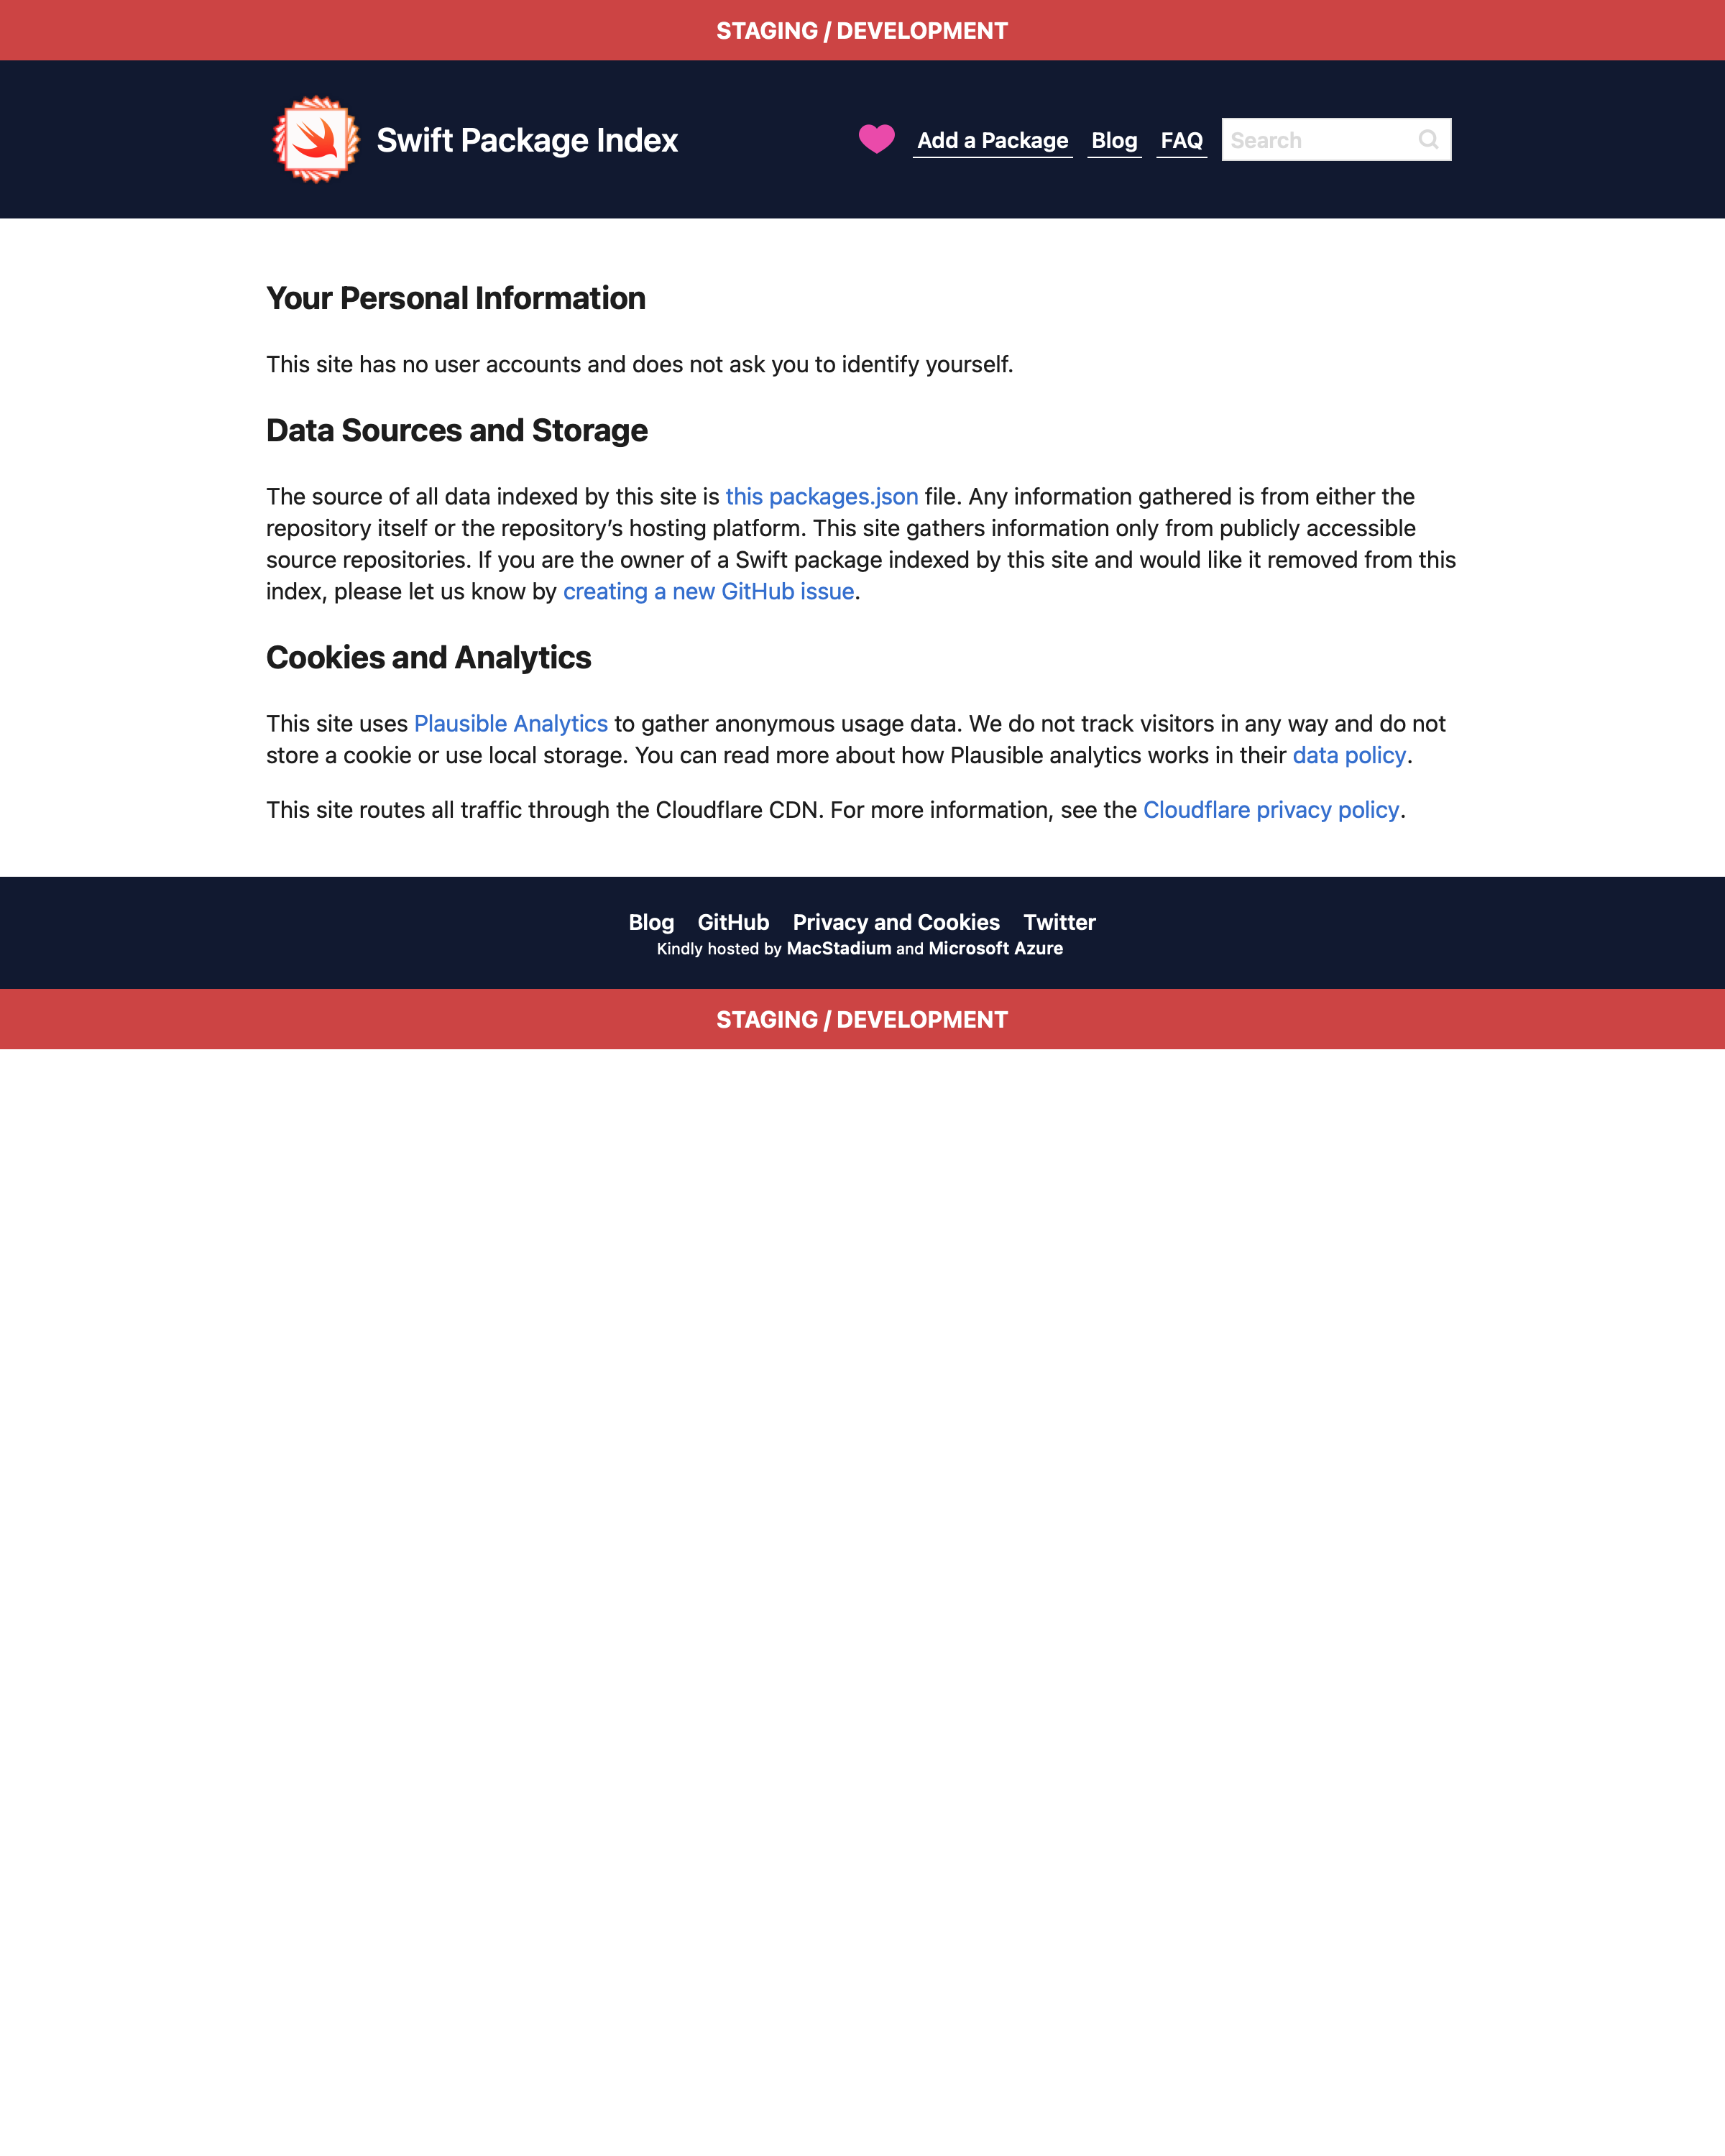 STAGING / DEVELOPMENT
Swift Package Index
Add a Package Blog FAQ Search
Your Personal Information
This site has no user accounts and does not ask you to identify yourself.
Data Sources and Storage
The source of all data indexed by this site is this packages.json file. Any information gathered is from either the
repository itself or the repository’s hosting platform. This site gathers information only from publicly accessible
source repositories. If you are the owner of a Swift package indexed by this site and would like it removed from this
index, please let us know by creating a new GitHub issue.
Cookies and Analytics
This site uses Plausible Analytics to gather anonymous usage data. We do not track visitors in any way and do not
store a cookie or use local storage. You can read more about how Plausible analytics works in their data policy.
This site routes all traffic through the Cloudflare CDN. For more information, see the Cloudflare privacy policy.
Blog GitHub Privacy and Cookies Twitter
Kindly hosted by MacStadium and Microsoft Azure
STAGING / DEVELOPMENT